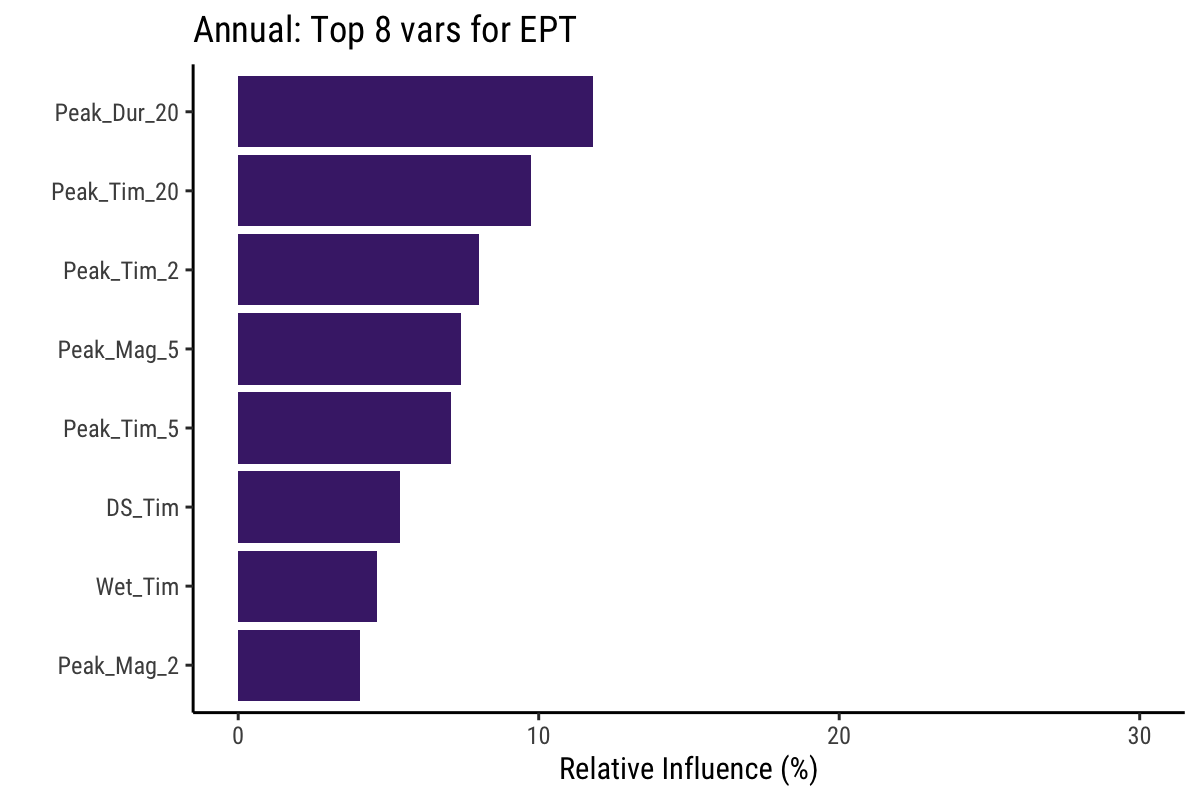 Annual: Top 8 vars for EPT
Peak_Dur_20
Peak_Tim_20
Peak_Tim_2
Peak_Mag_5
Peak_Tim_5
DS_Tim
Wet_Tim
Peak_Mag_2
0 10 20 30
Relative Influence (%)